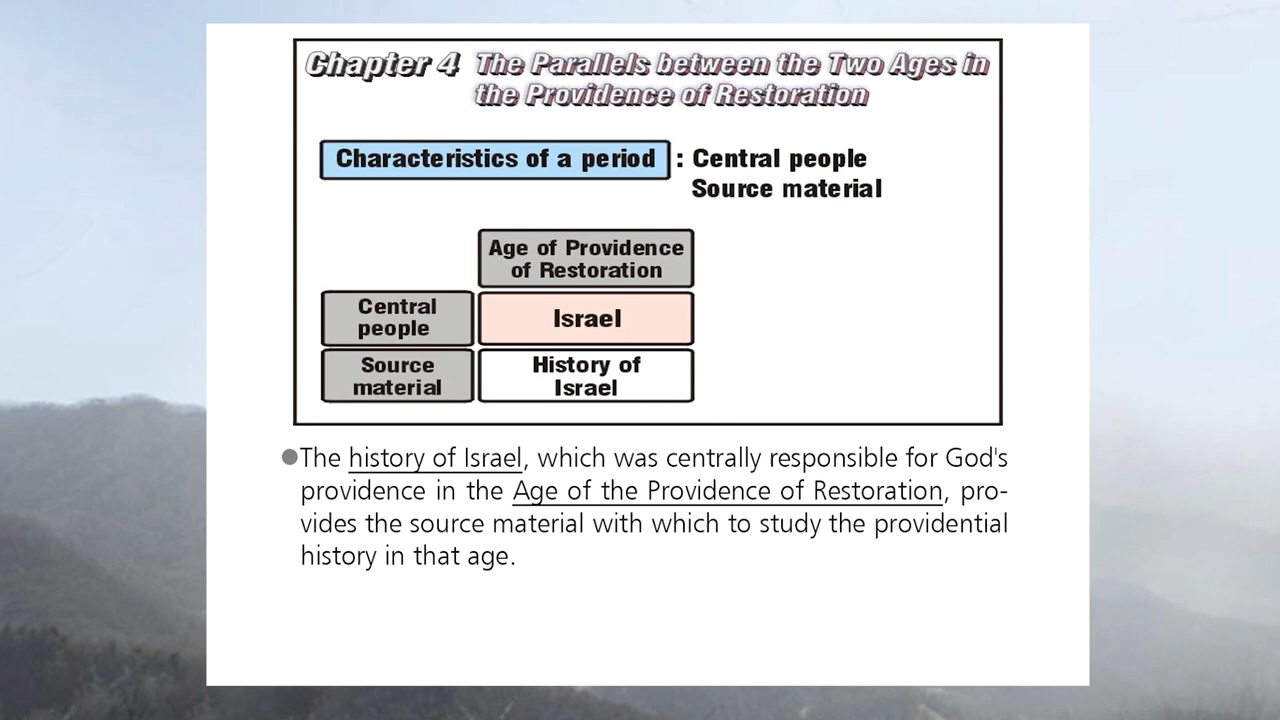 Chapter 4 The Parallels between the Two Ages in
the Providence of Restoration
Characteristics of a period : Central people
Source material
Age of Providence
of Restoration
Central
people
Israel
Source
material
History of
Israel
●The history of Israel, which was centrally responsible for God's
providence in the Age of the Providence of Restoration, pro-
vides the source material with which to study the providential
history in that age.